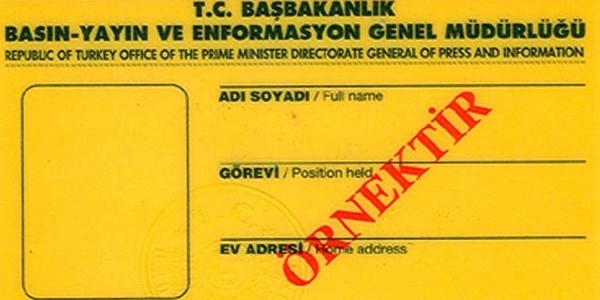 T.C. BAŞBAKANLIK
BASIN-YAYIN VE ENFORMASYON GENEL MÜDÜRLÜĞÜ
REPUBLIC OF TURKEY OFFICE OF THE PRIME MINISTER DIRECTORATE GENERAL OF PRESS AND INFORMATION
ADI SOYADI / Full name
GÖREVİ / Position held
EV ADRESİ / Home address
ÖRNEKTİR